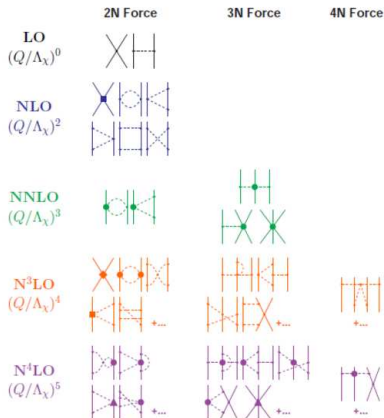 2N Force 3N Force 4N Force
LO
(Q/Λχ)⁰
NLO
(Q/Λχ)²
NNLO
(Q/Λχ)³
N³LO
(Q/Λχ)⁴
+... +... +...
N⁴LO
(Q/Λχ)⁵
+... +... +...